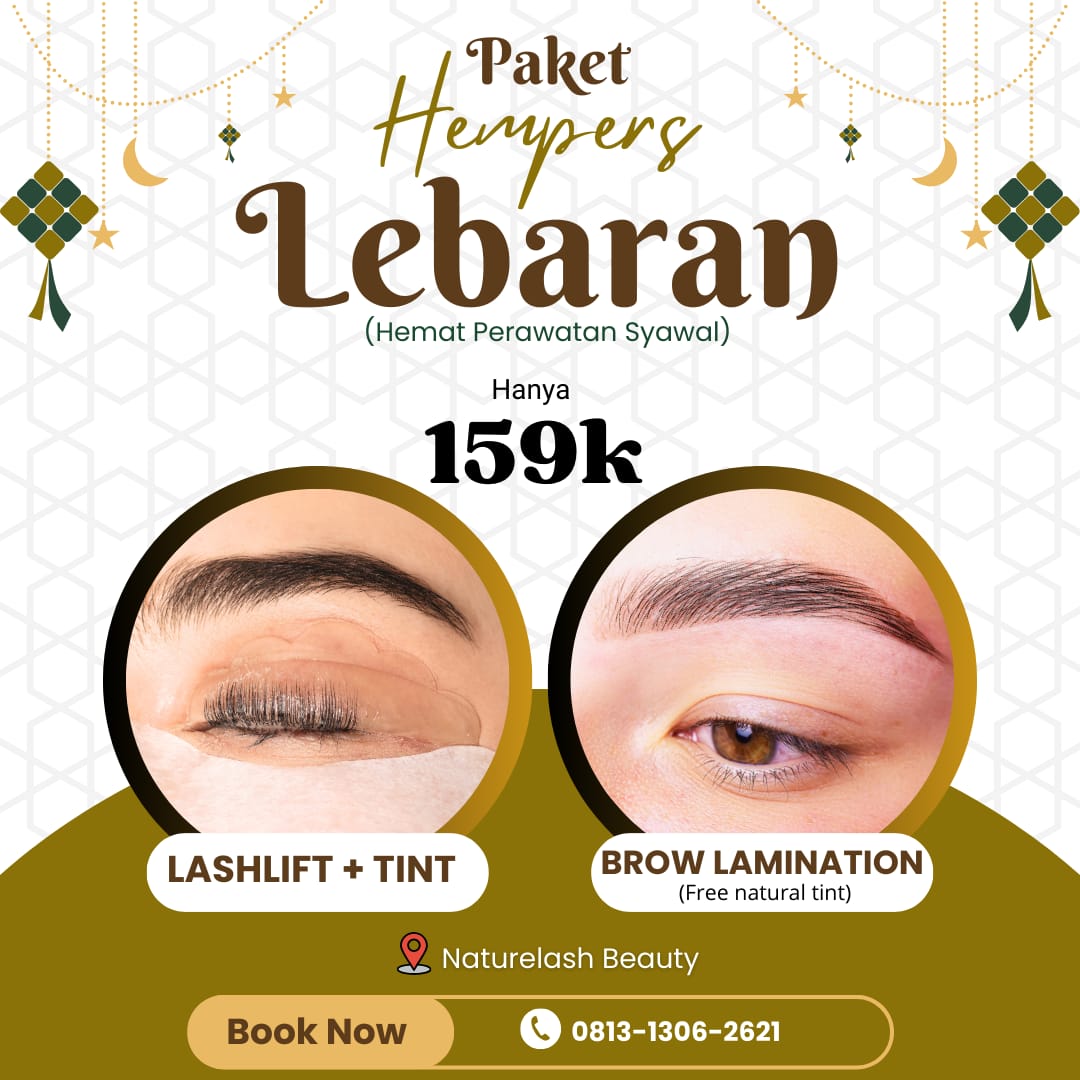 Paket
Hempers
Lebaran
(Hemat Perawatan Syawal)
Hanya
159k
LASHLIFT + TINT
BROW LAMINATION
(Free natural tint)
Naturelash Beauty
Book Now
0813-1306-2621